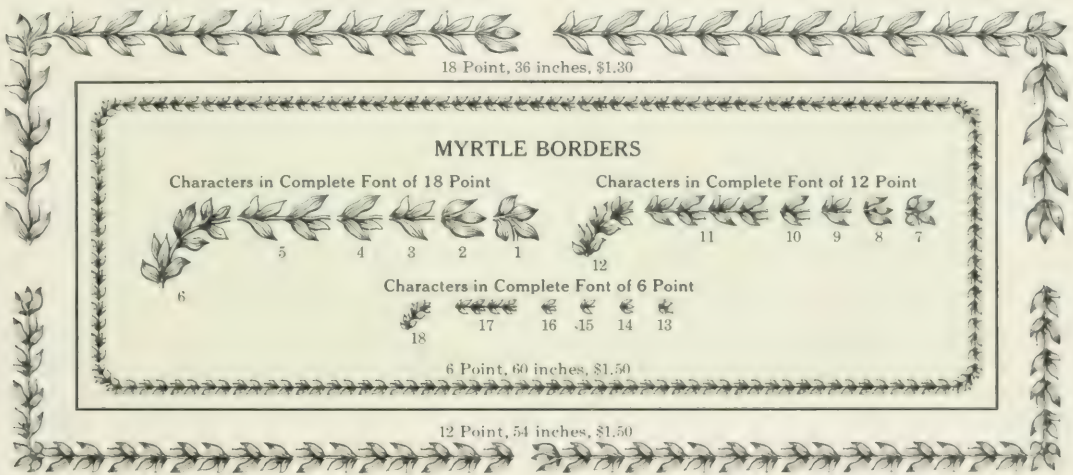 18 Point, 36 inches, $1.30
MYRTLE BORDERS
Characters in Complete Font of 18 Point
Characters in Complete Font of 12 Point
5 4 3 2 1
6
11 10 9 8 7
12
Characters in Complete Font of 6 Point
17 16 15 14 13
18
6 Point, 60 inches, $1.50
12 Point, 54 inches, $1.50